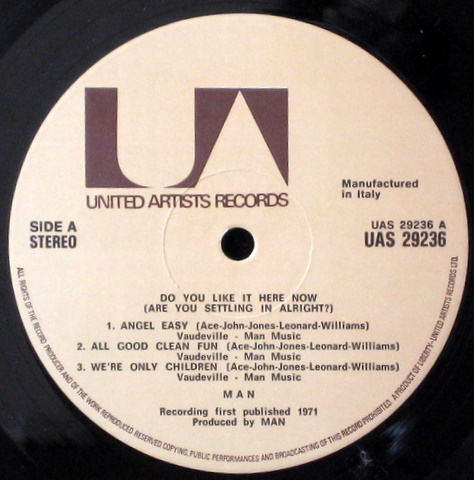 UA
UNITED ARTISTS RECORDS
Manufactured
in Italy
SIDE A
STEREO
UAS 29236 A
UAS 29236
DO YOU LIKE IT HERE NOW
(ARE YOU SETTLING IN ALRIGHT?)
1. ANGEL EASY (Ace-John-Jones-Leonard-Williams)
Vaudeville - Man Music
2. ALL GOOD CLEAN FUN (Ace-John-Jones-Leonard-Williams)
Vaudeville - Man Music
3. WE'RE ONLY CHILDREN (Ace-John-Jones-Leonard-Williams)
Vaudeville - Man Music
MAN
Recording first published 1971
Produced by MAN
ALL RIGHTS OF THE RECORD PRODUCER AND OF THE WORK REPRODUCED RESERVED COPYING, PUBLIC PERFORMANCES AND BROADCASTING OF THIS RECORD PROHIBITED. A PRODUCT OF LIBERTY-UNITED ARTISTS RECORDS LTD.